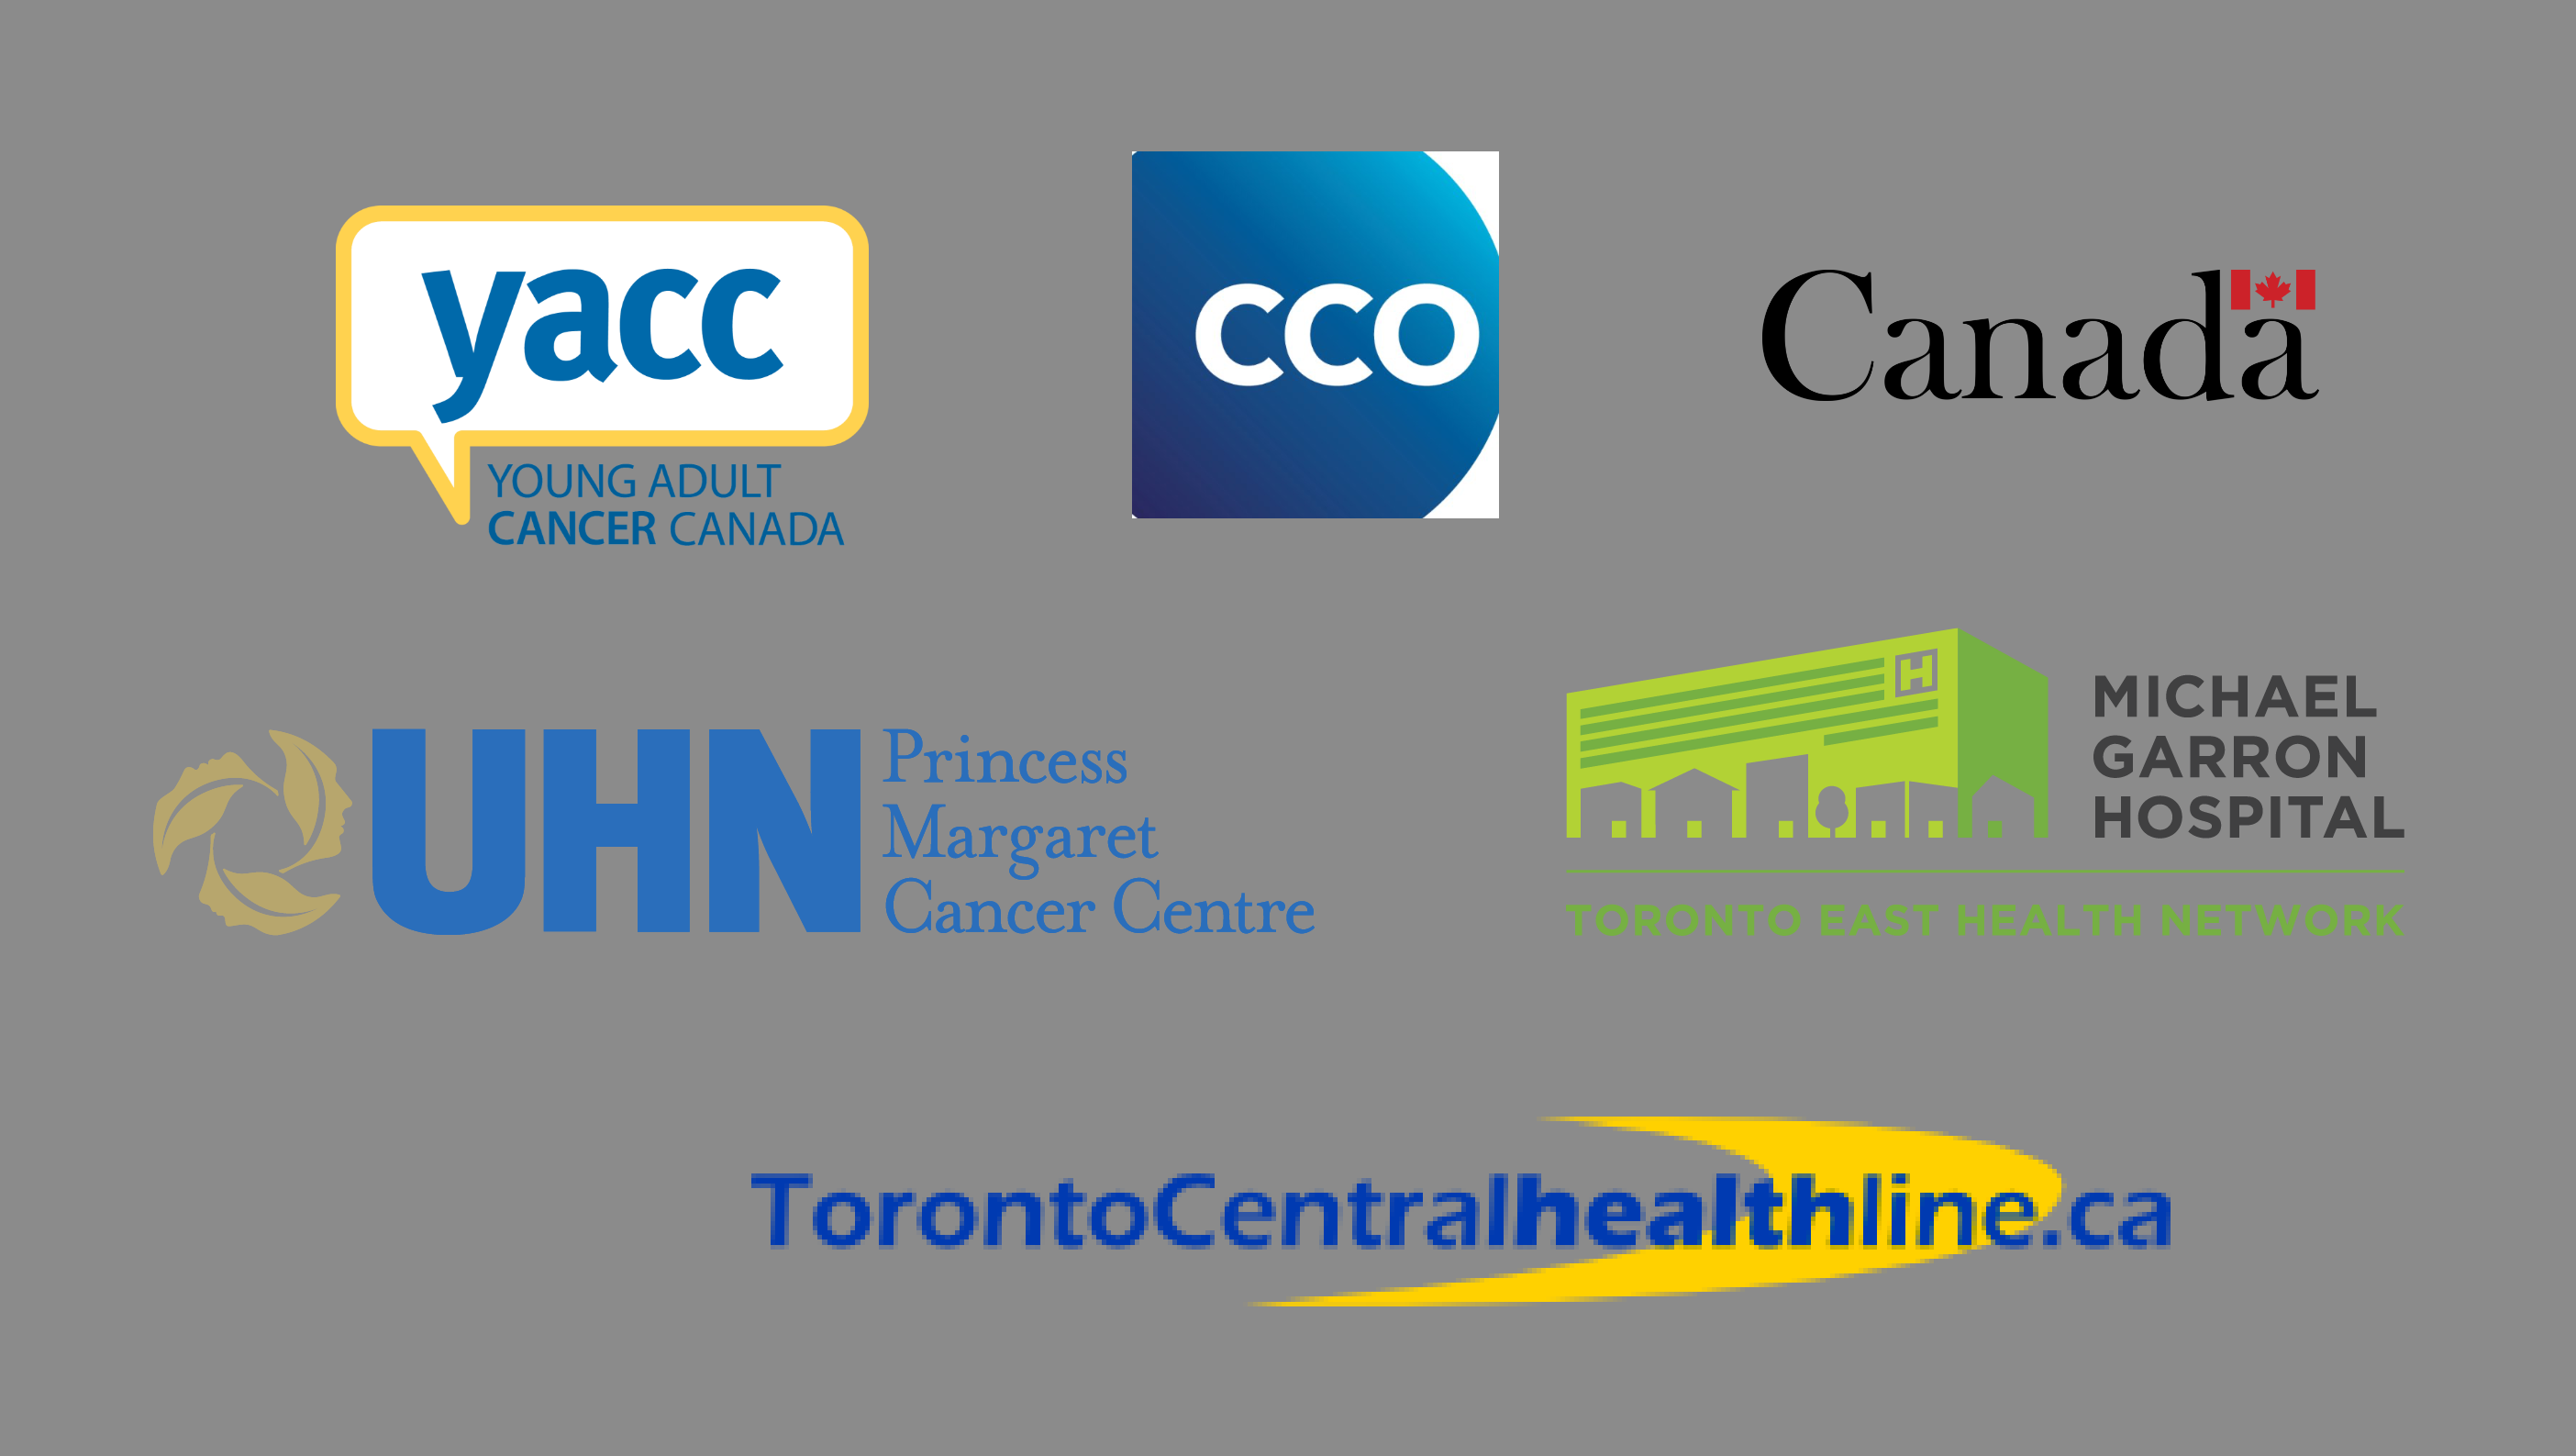 yacc
YOUNG ADULT
CANCER CANADA
CCO
Canada
UHN
Princess
Margaret
Cancer Centre
H
MICHAEL
GARRON
HOSPITAL
TORONTO EAST HEALTH NETWORK
TorontoCentralhealthline.ca